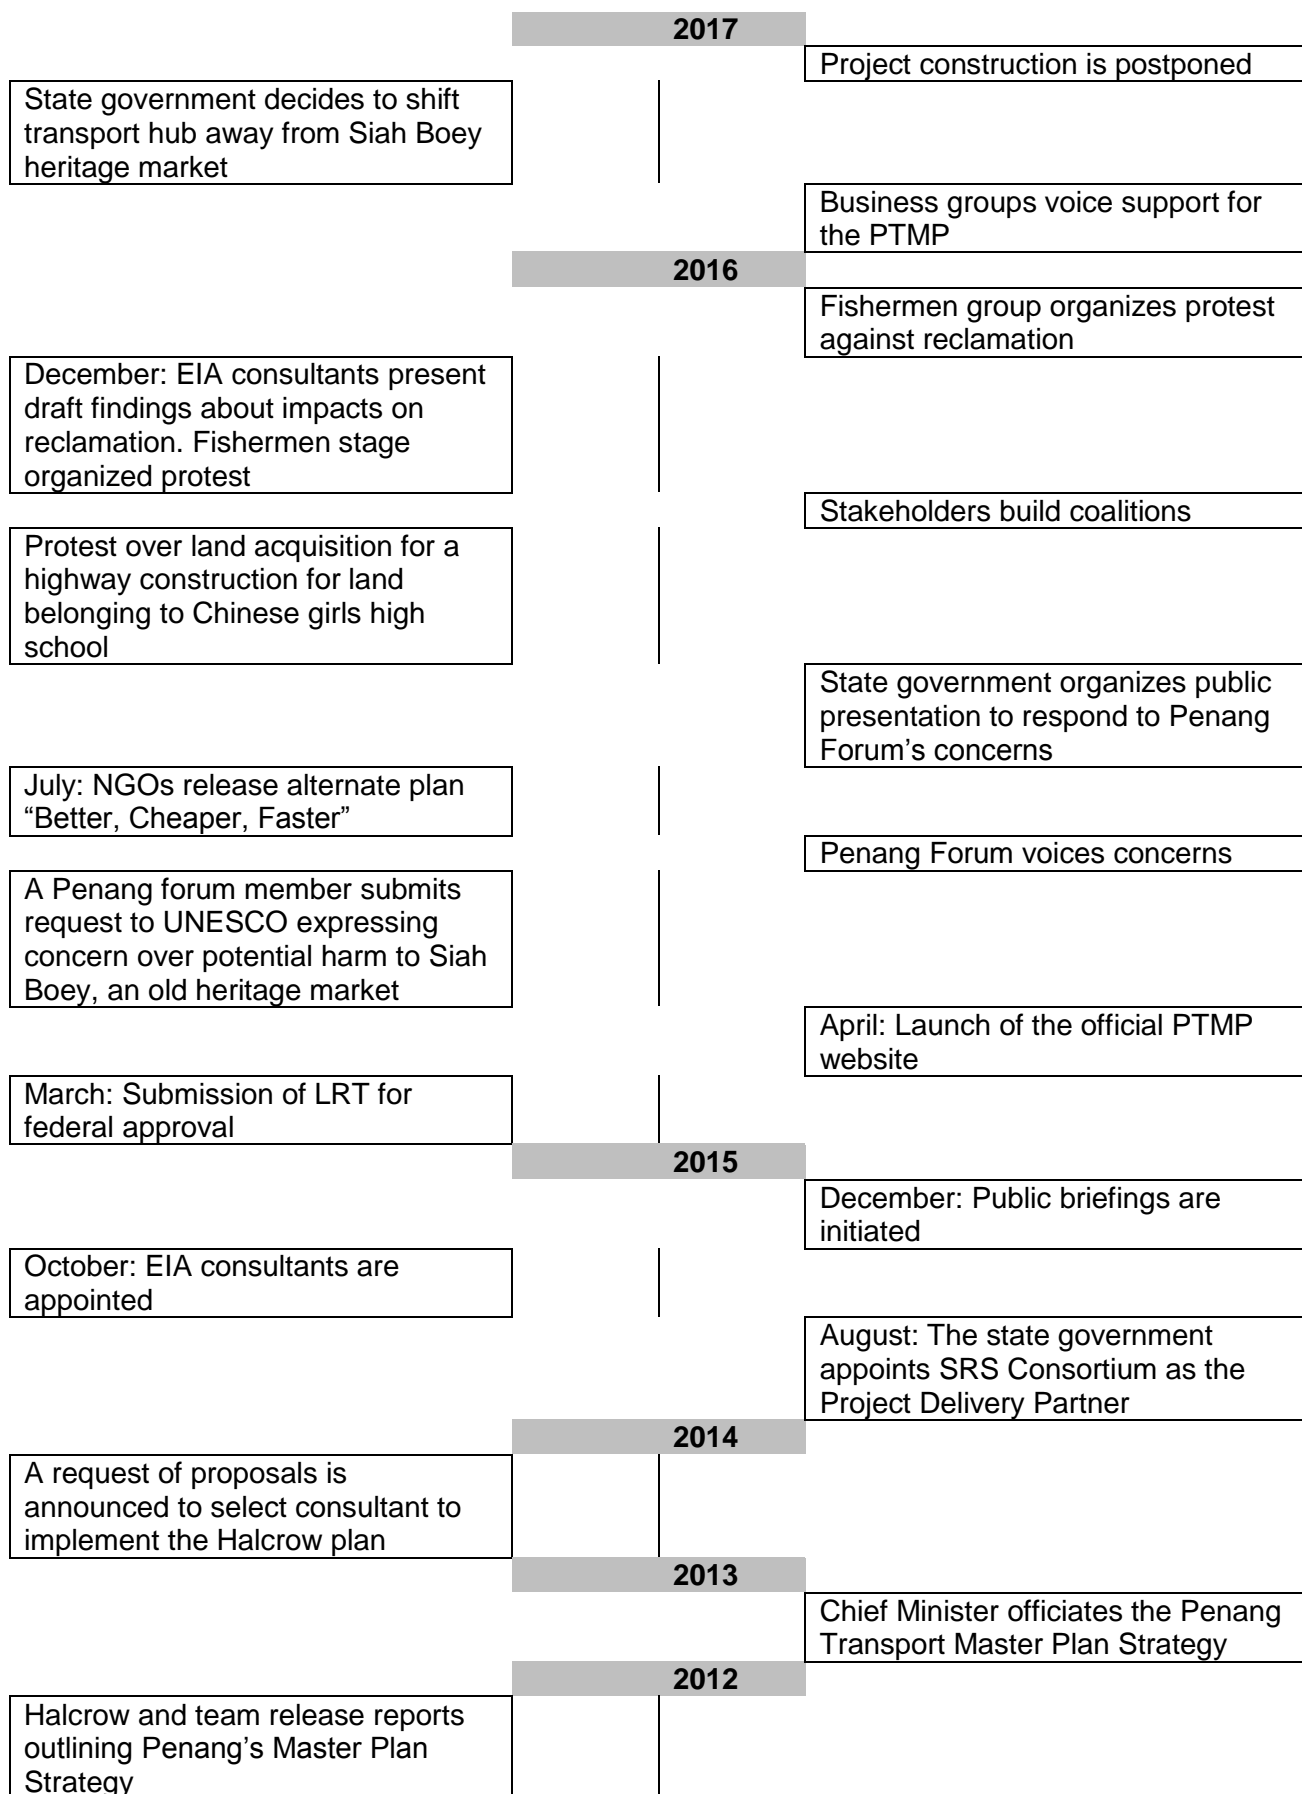 2017
Project construction is postponed
State government decides to shift
transport hub away from Siah Boey
heritage market
Business groups voice support for
the PTMP
2016
Fishermen group organizes protest
against reclamation
December: EIA consultants present
draft findings about impacts on
reclamation. Fishermen stage
organized protest
Stakeholders build coalitions
Protest over land acquisition for a
highway construction for land
belonging to Chinese girls high
school
State government organizes public
presentation to respond to Penang
Forum’s concerns
July: NGOs release alternate plan
“Better, Cheaper, Faster”
Penang Forum voices concerns
A Penang forum member submits
request to UNESCO expressing
concern over potential harm to Siah
Boey, an old heritage market
April: Launch of the official PTMP
website
March: Submission of LRT for
federal approval
2015
December: Public briefings are
initiated
October: EIA consultants are
appointed
August: The state government
appoints SRS Consortium as the
Project Delivery Partner
2014
A request of proposals is
announced to select consultant to
implement the Halcrow plan
2013
Chief Minister officiates the Penang
Transport Master Plan Strategy
2012
Halcrow and team release reports
outlining Penang’s Master Plan
Strategy